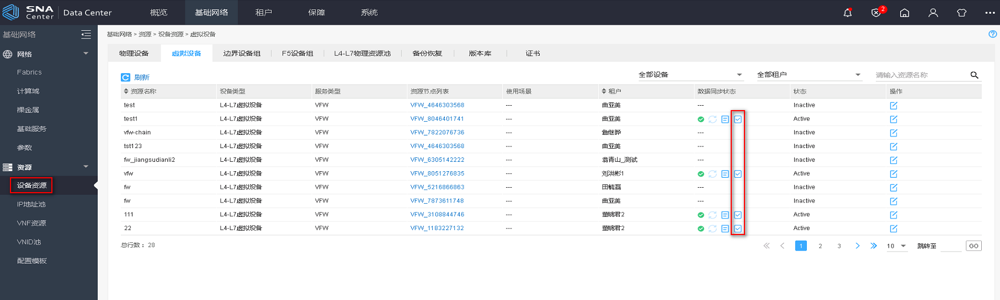 SNA Center Data Center 概览 基础网络 租户 保障 系统 2
基础网络
网络
Fabrics
计算域
裸金属
基础服务
参数
资源
设备资源
IP地址池
VNF资源
VNID池
配置模板
基础网络 > 资源 > 设备资源 > 虚拟设备
物理设备 虚拟设备 边界设备组 F5设备组 L4-L7物理资源池 备份恢复 版本库 证书
刷新 全部设备 全部租户 请输入资源名称
资源名称 设备类型 服务类型 资源节点列表 使用场景 租户 数据同步状态 状态 操作
test L4-L7虚拟设备 VFW VFW_4646303568 --- 曲亚美 --- Inactive
test1 L4-L7虚拟设备 VFW VFW_8046401741 --- 曲亚美 Active
vfw-chain L4-L7虚拟设备 VFW VFW_7822076736 --- 詹继骅 --- Inactive
tst123 L4-L7虚拟设备 VFW VFW_4646303568 --- 曲亚美 --- Inactive
fw_jiangsudianli2 L4-L7虚拟设备 VFW VFW_6305142222 --- 翁青山_测试 --- Inactive
vfw L4-L7虚拟设备 VFW VFW_8051276835 --- 刘洪彬1 Active
fw L4-L7虚拟设备 VFW VFW_5216866863 --- 田毓磊 --- Inactive
fw L4-L7虚拟设备 VFW VFW_7873611748 --- 曲亚美 --- Inactive
111 L4-L7虚拟设备 VFW VFW_3108844746 --- 董婉君2 Active
22 L4-L7虚拟设备 VFW VFW_1183227132 --- 董婉君2 Active
总行数： 28 1 2 3 10 跳转至 GO